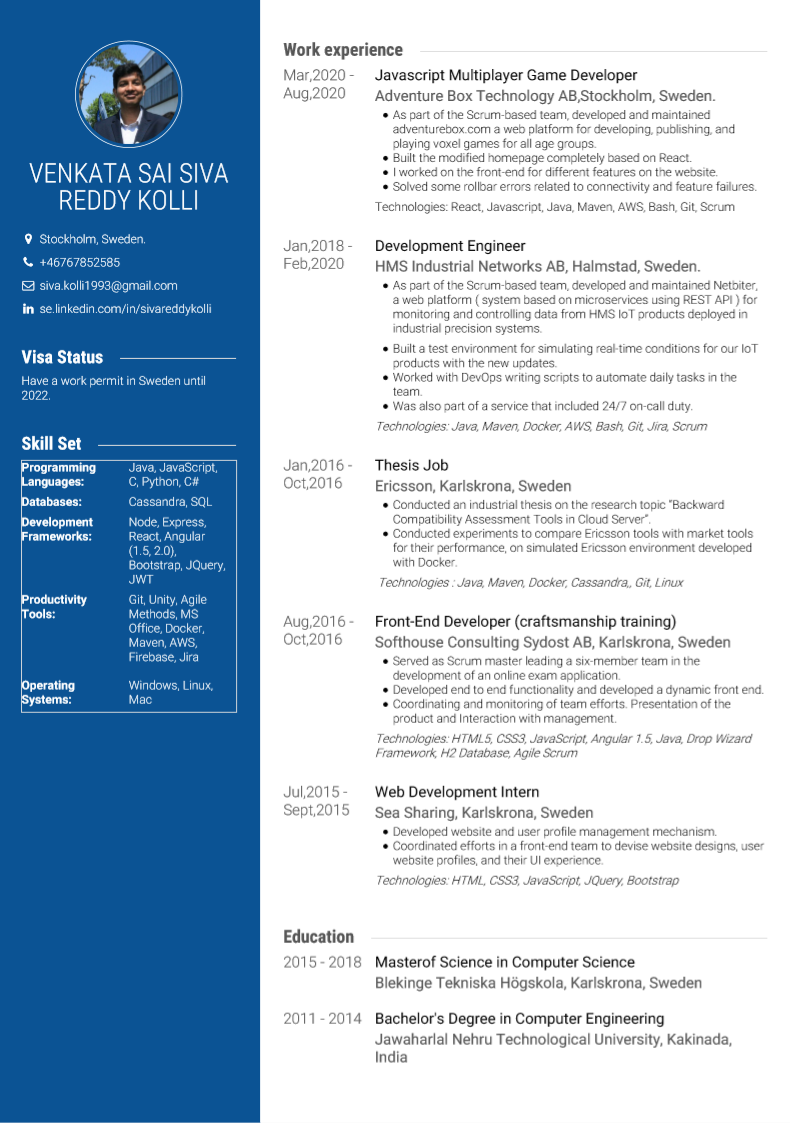 VENKATA SAI SIVA
REDDY KOLLI
Stockholm, Sweden.
+46767852585
siva.kolli1993@gmail.com
se.linkedin.com/in/sivareddykolli
Visa Status
Have a work permit in Sweden until
2022.
Skill Set
Programming Languages: Java, JavaScript,
C, Python, C#
Databases: Cassandra, SQL
Development Frameworks: Node, Express,
React, Angular
(1.5, 2.0),
Bootstrap, JQuery,
JWT
Productivity Tools: Git, Unity, Agile
Methods, MS
Office, Docker,
Maven, AWS,
Firebase, Jira
Operating Systems: Windows, Linux,
Mac
Work experience
Mar,2020 -
Aug,2020
Javascript Multiplayer Game Developer
Adventure Box Technology AB,Stockholm, Sweden.
● As part of the Scrum-based team, developed and maintained
adventurebox.com a web platform for developing, publishing, and
playing voxel games for all age groups.
● Built the modified homepage completely based on React.
● I worked on the front-end for different features on the website.
● Solved some rollbar errors related to connectivity and feature failures.
Technologies: React, Javascript, Java, Maven, AWS, Bash, Git, Scrum
Jan,2018 -
Feb,2020
Development Engineer
HMS Industrial Networks AB, Halmstad, Sweden.
● As part of the Scrum-based team, developed and maintained Netbiter,
a web platform ( system based on microservices using REST API ) for
monitoring and controlling data from HMS IoT products deployed in
industrial precision systems.
● Built a test environment for simulating real-time conditions for our IoT
products with the new updates.
● Worked with DevOps writing scripts to automate daily tasks in the
team.
● Was also part of a service that included 24/7 on-call duty.
Technologies: Java, Maven, Docker, AWS, Bash, Git, Jira, Scrum
Jan,2016 -
Oct,2016
Thesis Job
Ericsson, Karlskrona, Sweden
● Conducted an industrial thesis on the research topic “Backward
Compatibility Assessment Tools in Cloud Server”.
● Conducted experiments to compare Ericsson tools with market tools
for their performance, on simulated Ericsson environment developed
with Docker.
Technologies : Java, Maven, Docker, Cassandra,, Git, Linux
Aug,2016 -
Oct,2016
Front-End Developer (craftsmanship training)
Softhouse Consulting Sydost AB, Karlskrona, Sweden
● Served as Scrum master leading a six-member team in the
development of an online exam application.
● Developed end to end functionality and developed a dynamic front end.
● Coordinating and monitoring of team efforts. Presentation of the
product and Interaction with management.
Technologies: HTML5, CSS3, JavaScript, Angular 1.5, Java, Drop Wizard
Framework, H2 Database, Agile Scrum
Jul,2015 -
Sept,2015
Web Development Intern
Sea Sharing, Karlskrona, Sweden
● Developed website and user profile management mechanism.
● Coordinated efforts in a front-end team to devise website designs, user
website profiles, and their UI experience.
Technologies: HTML, CSS3, JavaScript, JQuery, Bootstrap
Education
2015 - 2018
Masterof Science in Computer Science
Blekinge Tekniska Högskola, Karlskrona, Sweden
2011 - 2014
Bachelor's Degree in Computer Engineering
Jawaharlal Nehru Technological University, Kakinada,
India